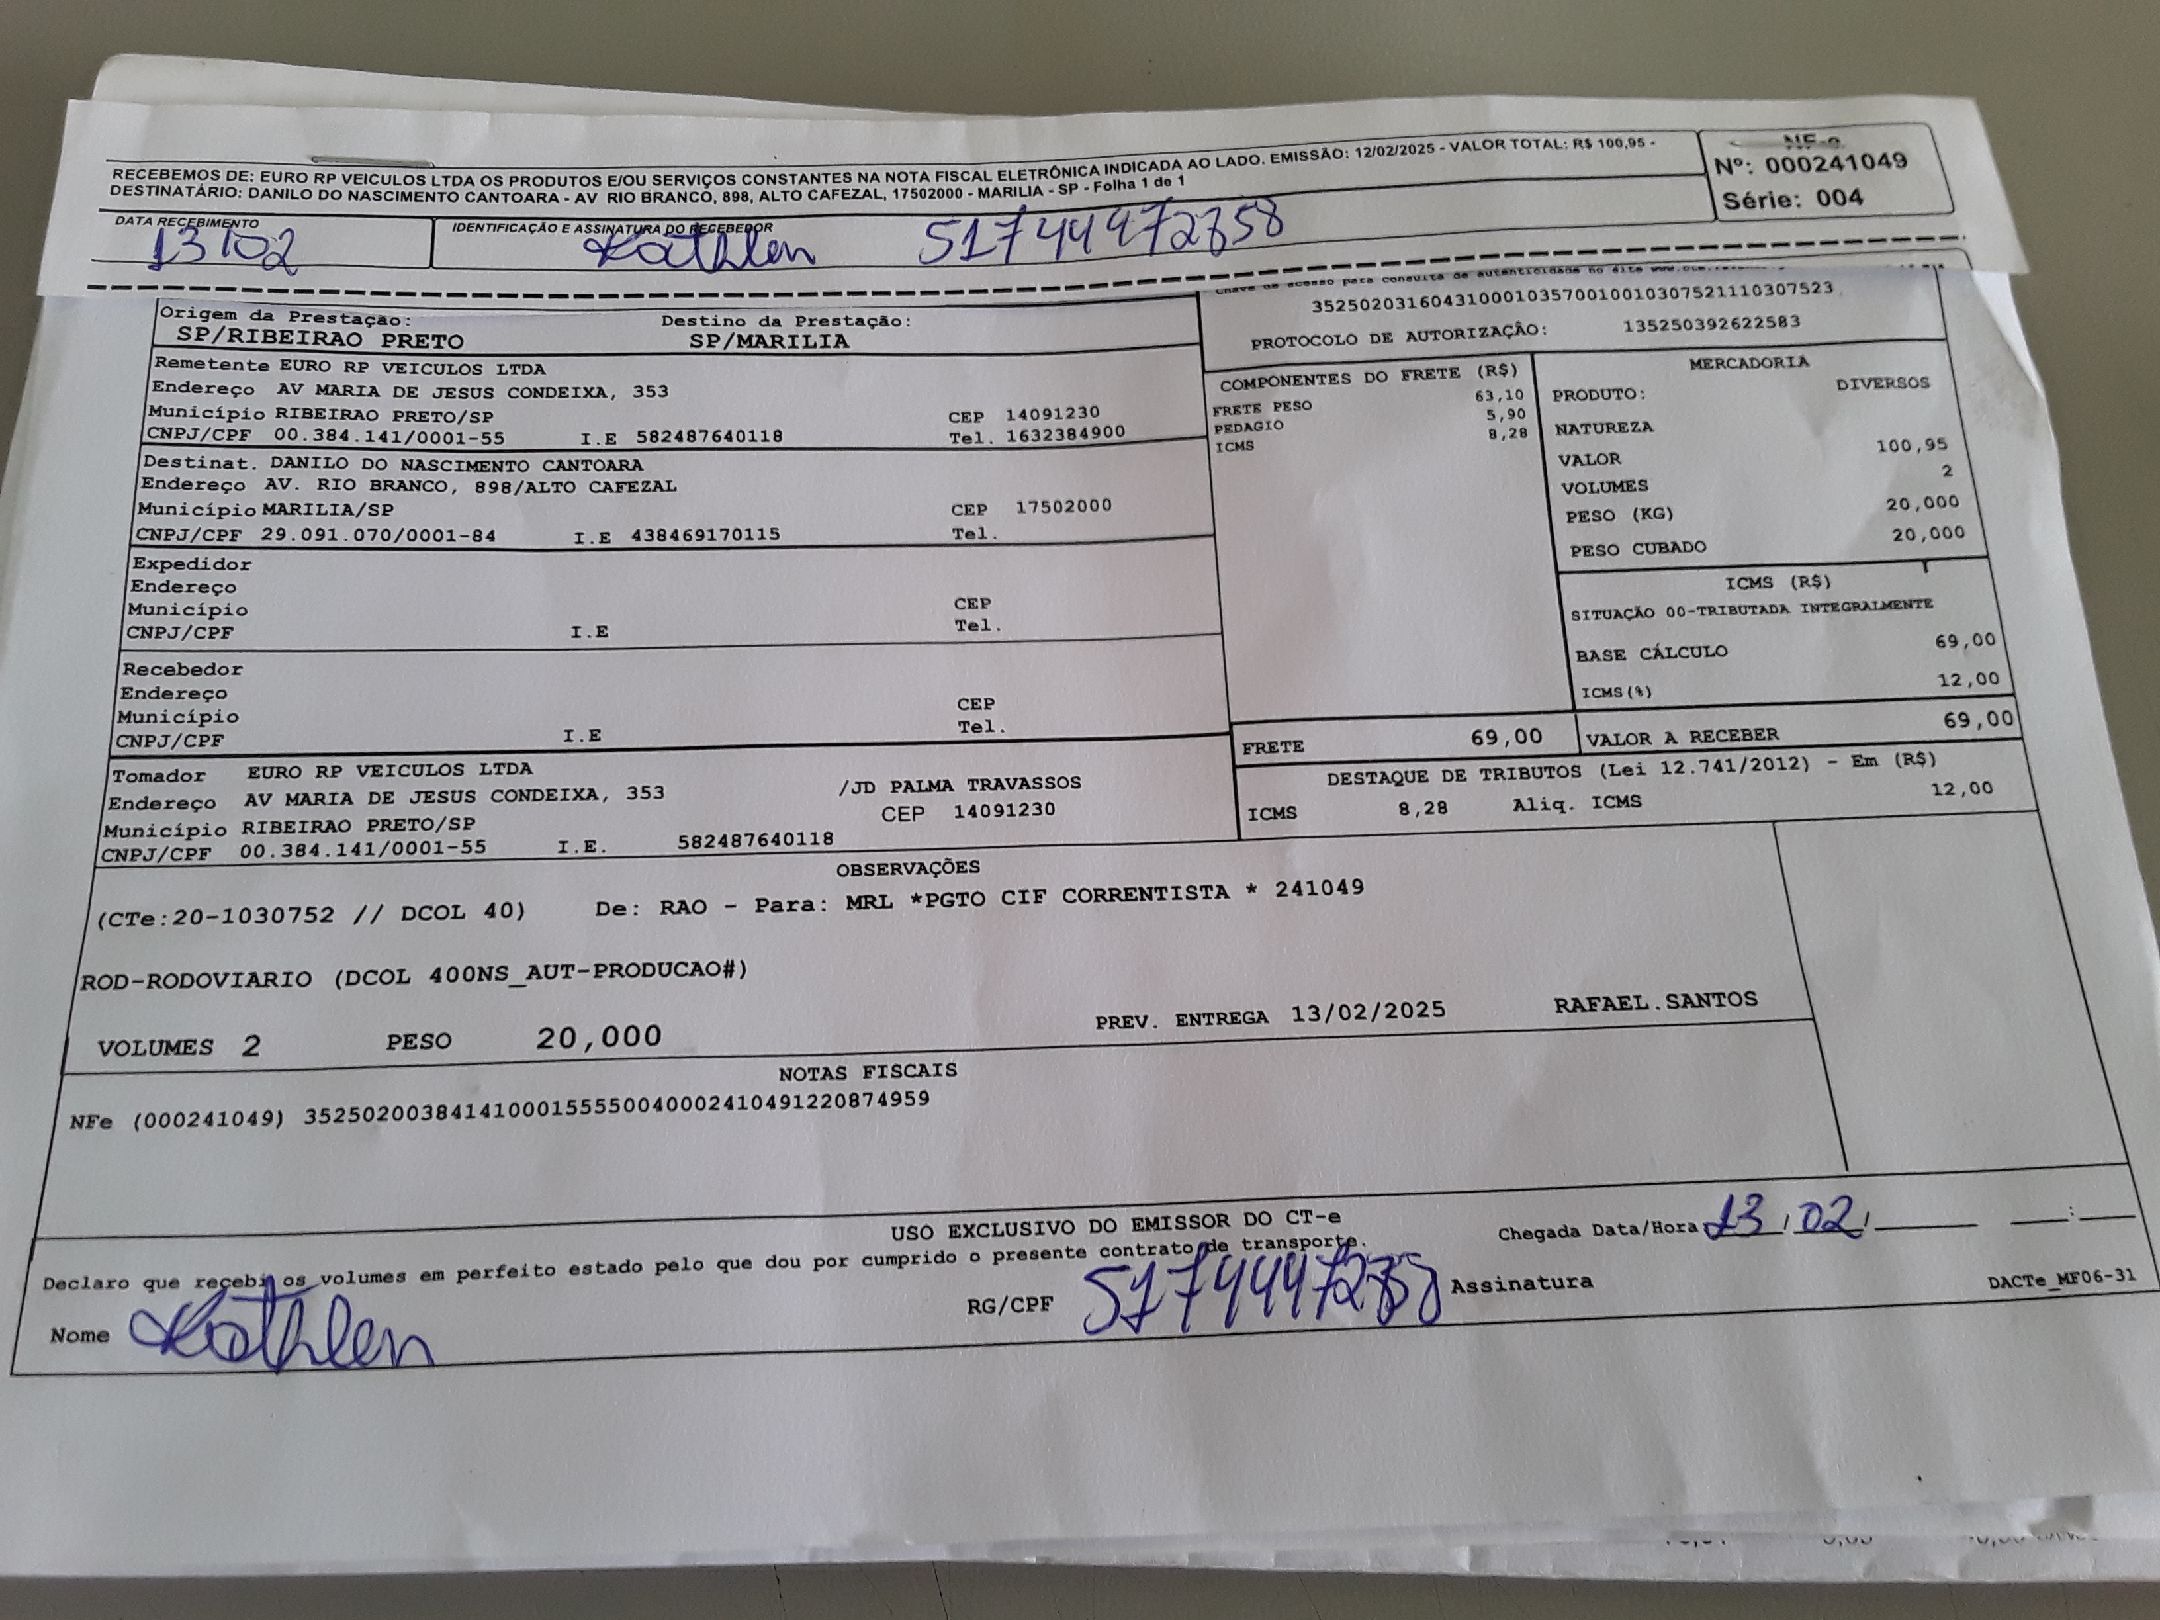 RECEBEMOS DE: EURO RP VEICULOS LTDA OS PRODUTOS E/OU SERVIÇOS CONSTANTES NA NOTA FISCAL ELETRÔNICA INDICADA AO LADO. EMISSÃO: 12/02/2025 - VALOR TOTAL: R$ 100,95 -
DESTINATÁRIO: DANILO DO NASCIMENTO CANTOARA - AV RIO BRANCO, 898, ALTO CAFEZAL, 17502000 - MARILIA - SP - Folha 1 de 1
NF-e
Nº: 000241049
Série: 004
DATA RECEBIMENTO
13/02
IDENTIFICAÇÃO E ASSINATURA DO RECEBEDOR
Kathlen 51744497
Chave de acesso para consulta de autenticidade no site
35250203160431000103570010010307521110307523
PROTOCOLO DE AUTORIZAÇÃO: 135250392622583
Origem da Prestação: Destino da Prestação:
SP/RIBEIRAO PRETO SP/MARILIA
Remetente EURO RP VEICULOS LTDA
Endereço AV MARIA DE JESUS CONDEIXA, 353
Município RIBEIRAO PRETO/SP CEP 14091230
CNPJ/CPF 00.384.141/0001-55 I.E 582487640118 Tel. 1632384900
Destinat. DANILO DO NASCIMENTO CANTOARA
Endereço AV. RIO BRANCO, 898/ALTO CAFEZAL
Município MARILIA/SP CEP 17502000
CNPJ/CPF 29.091.070/0001-84 I.E 438469170115 Tel.
Expedidor
Endereço
Município CEP
CNPJ/CPF I.E Tel.
Recebedor
Endereço
Município CEP
CNPJ/CPF I.E Tel.
Tomador EURO RP VEICULOS LTDA
Endereço AV MARIA DE JESUS CONDEIXA, 353 /JD PALMA TRAVASSOS
Município RIBEIRAO PRETO/SP CEP 14091230
CNPJ/CPF 00.384.141/0001-55 I.E. 582487640118
COMPONENTES DO FRETE (R$)
FRETE PESO 63,10
PEDAGIO 5,90
ICMS 8,28
MERCADORIA
PRODUTO: DIVERSOS
NATUREZA
VALOR 100,95
VOLUMES 2
PESO (KG) 20,000
PESO CUBADO 20,000
ICMS (R$)
SITUAÇÃO 00-TRIBUTADA INTEGRALMENTE
BASE CÁLCULO 69,00
ICMS(%) 12,00
FRETE 69,00 VALOR A RECEBER 69,00
DESTAQUE DE TRIBUTOS (Lei 12.741/2012) - Em (R$)
ICMS 8,28 Aliq. ICMS 12,00
OBSERVAÇÕES
(CTe:20-1030752 // DCOL 40) De: RAO - Para: MRL *PGTO CIF CORRENTISTA * 241049
ROD-RODOVIARIO (DCOL 400NS_AUT-PRODUCAO#)
VOLUMES 2 PESO 20,000 PREV. ENTREGA 13/02/2025 RAFAEL.SANTOS
NOTAS FISCAIS
NFe (000241049) 35250200384141000155550040002410491220874959
USO EXCLUSIVO DO EMISSOR DO CT-e
Chegada Data/Hora 13/02/ :
Declaro que recebi os volumes em perfeito estado pelo que dou por cumprido o presente contrato de transporte.
Nome Kathlen RG/CPF Assinatura
DACTe_MF06-31